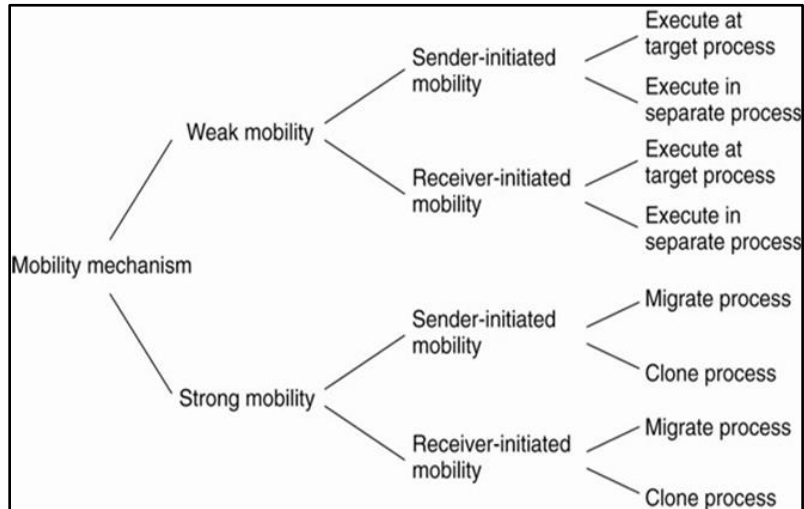 Execute at
target process
Sender-initiated
mobility
Execute in
separate process
Weak mobility
Execute at
target process
Receiver-initiated
mobility
Execute in
separate process
Mobility mechanism
Migrate process
Sender-initiated
mobility
Clone process
Strong mobility
Migrate process
Receiver-initiated
mobility
Clone process